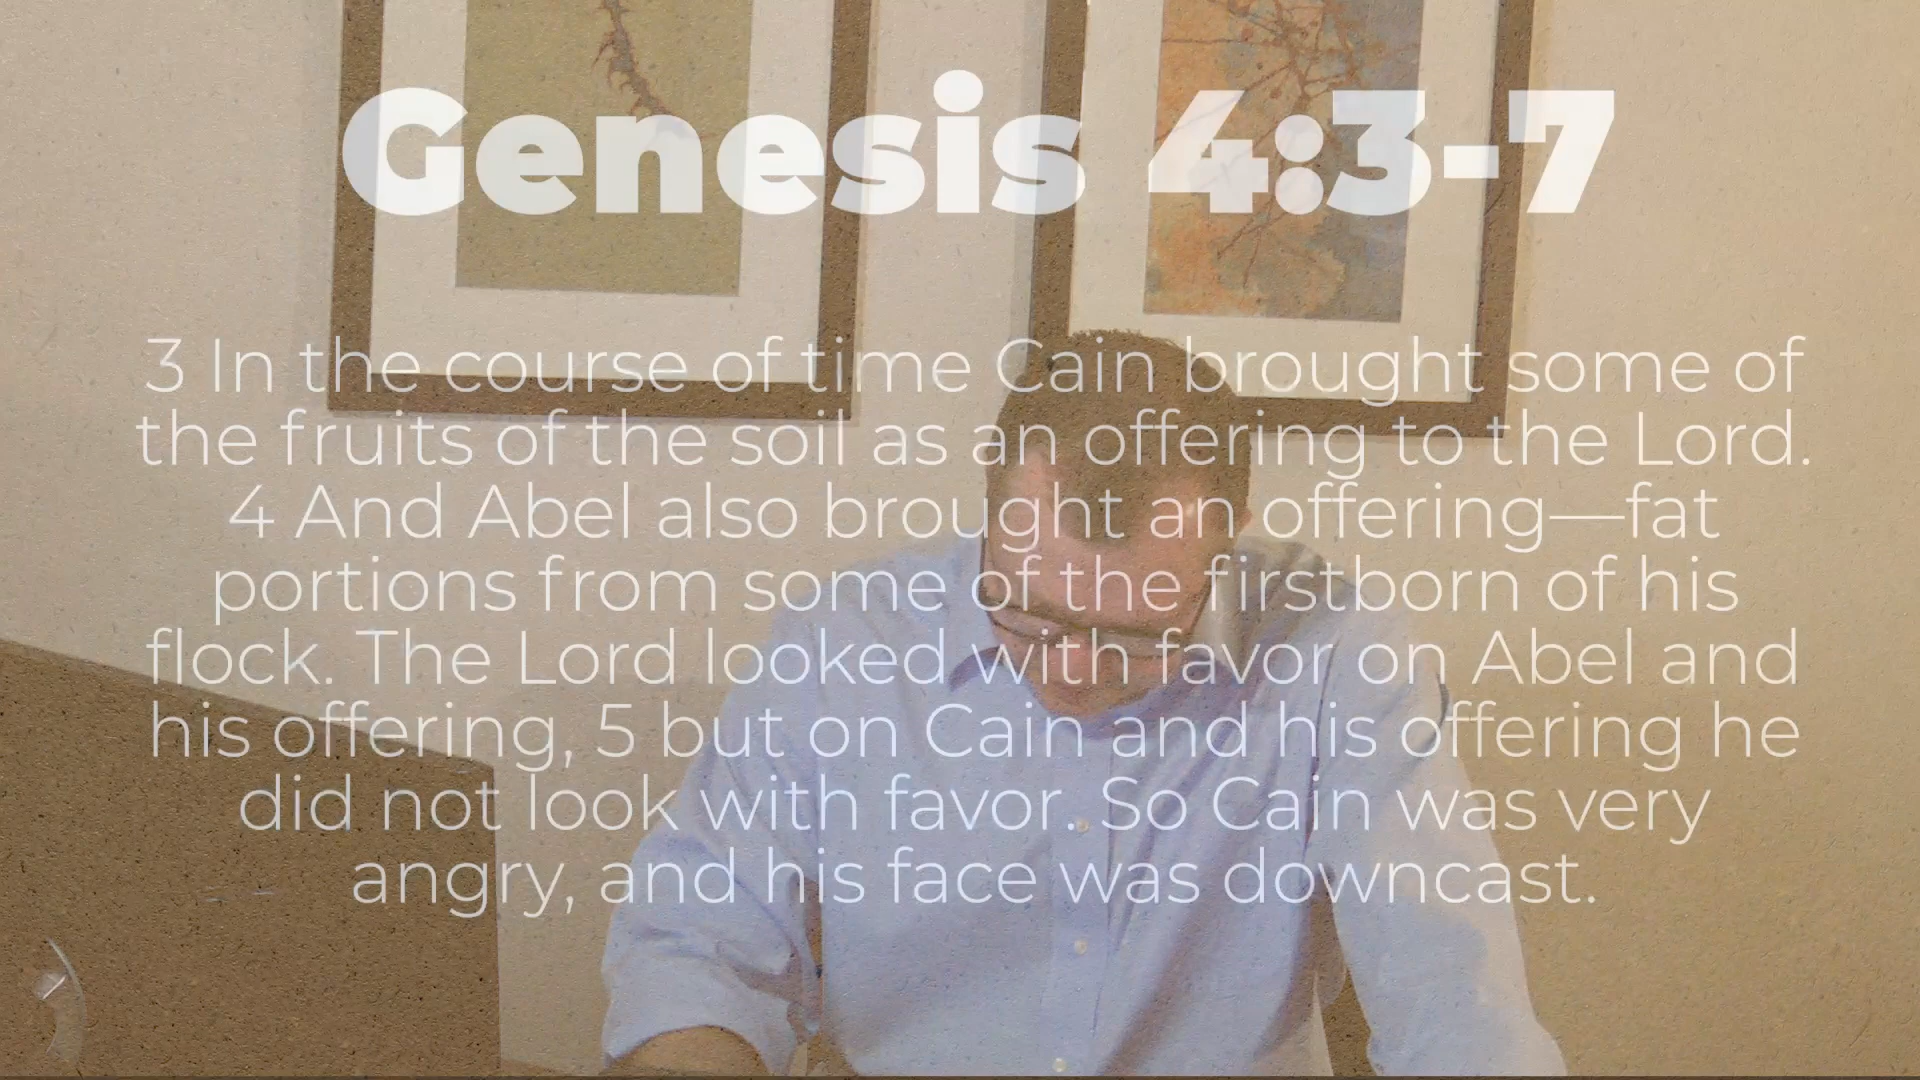 Genesis 4:3-7
3 In the course of time Cain brought some of
the fruits of the soil as an offering to the Lord.
4 And Abel also brought an offering—fat
portions from some of the firstborn of his
flock. The Lord looked with favor on Abel and
his offering, 5 but on Cain and his offering he
did not look with favor. So Cain was very
angry, and his face was downcast.